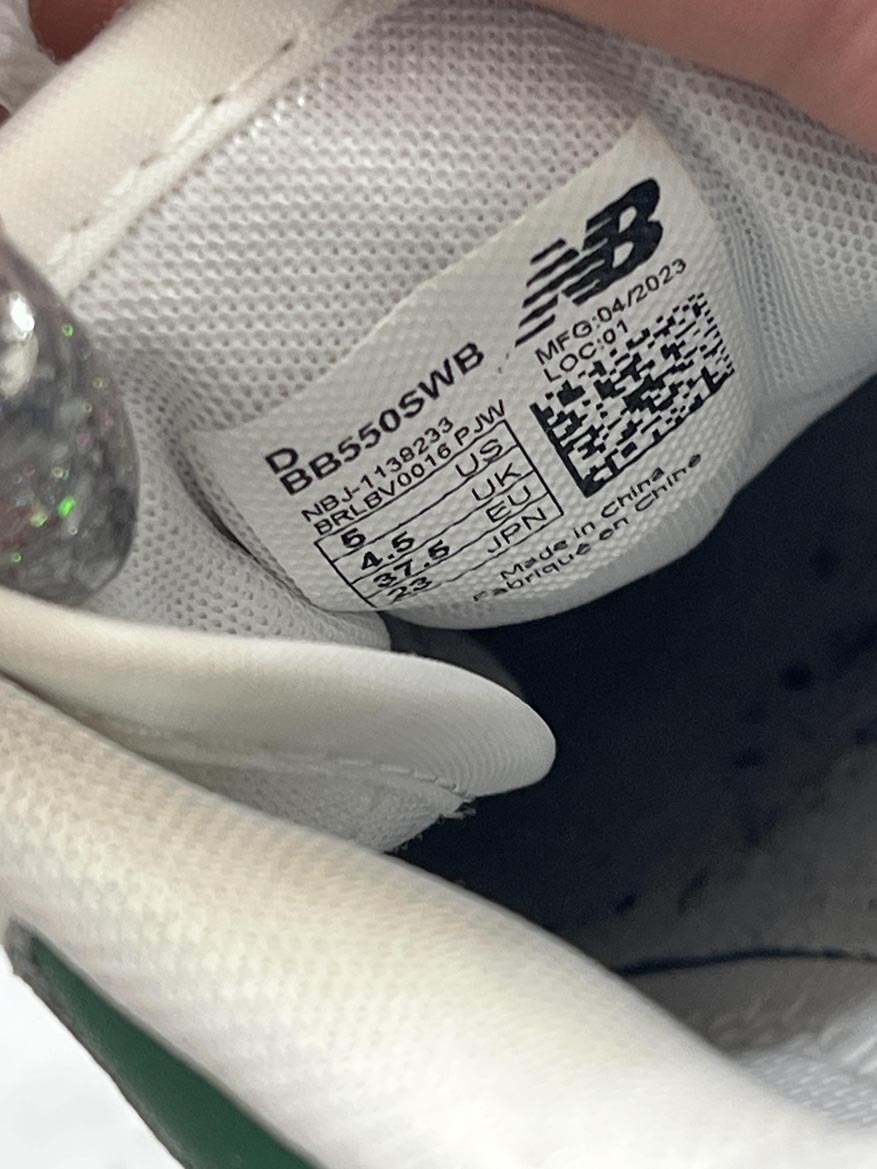 NB
MFG:04/2023
LOC:01
D
BB550SWB
NBJ-1138233
BRLBV0016 PJW
5 US
4.5 UK
37.5 EU
23 JPN
Made in China
Fabriqué en Chine